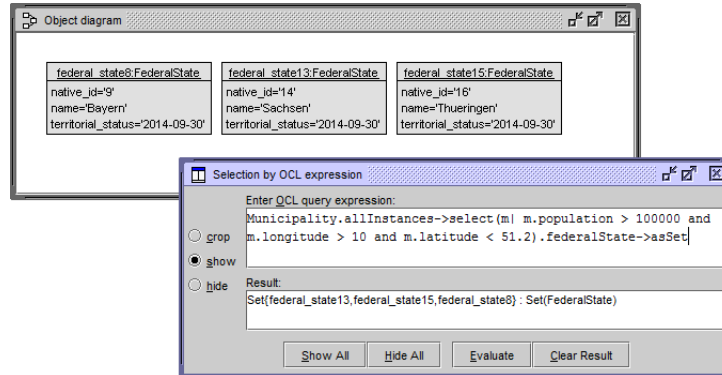 Object diagram
federal_state8:FederalState
native_id='9'
name='Bayern'
territorial_status='2014-09-30'
federal_state13:FederalState
native_id='14'
name='Sachsen'
territorial_status='2014-09-30'
federal_state15:FederalState
native_id='16'
name='Thueringen'
territorial_status='2014-09-30'
Selection by OCL expression
crop
show
hide
Enter OCL query expression:
Municipality.allInstances->select(m| m.population > 100000 and
m.longitude > 10 and m.latitude < 51.2).federalState->asSet
Result:
Set{federal_state13,federal_state15,federal_state8} : Set(FederalState)
Show All
Hide All
Evaluate
Clear Result